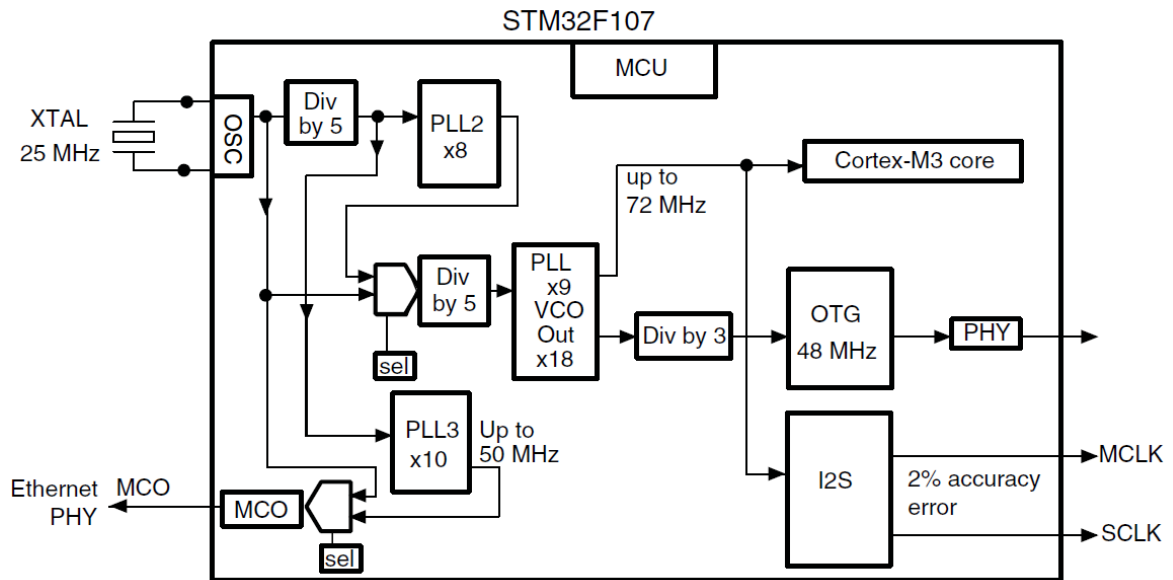 STM32F107
MCU
XTAL
25 MHz
OSC
Div
by 5
PLL2
x8
Cortex-M3 core
up to
72 MHz
Div
by 5
PLL
x9
VCO
Out
x18
sel
Div by 3
OTG
48 MHz
PHY
PLL3
x10
Up to
50 MHz
I2S
MCLK
2% accuracy
error
SCLK
Ethernet MCO
PHY
MCO
sel